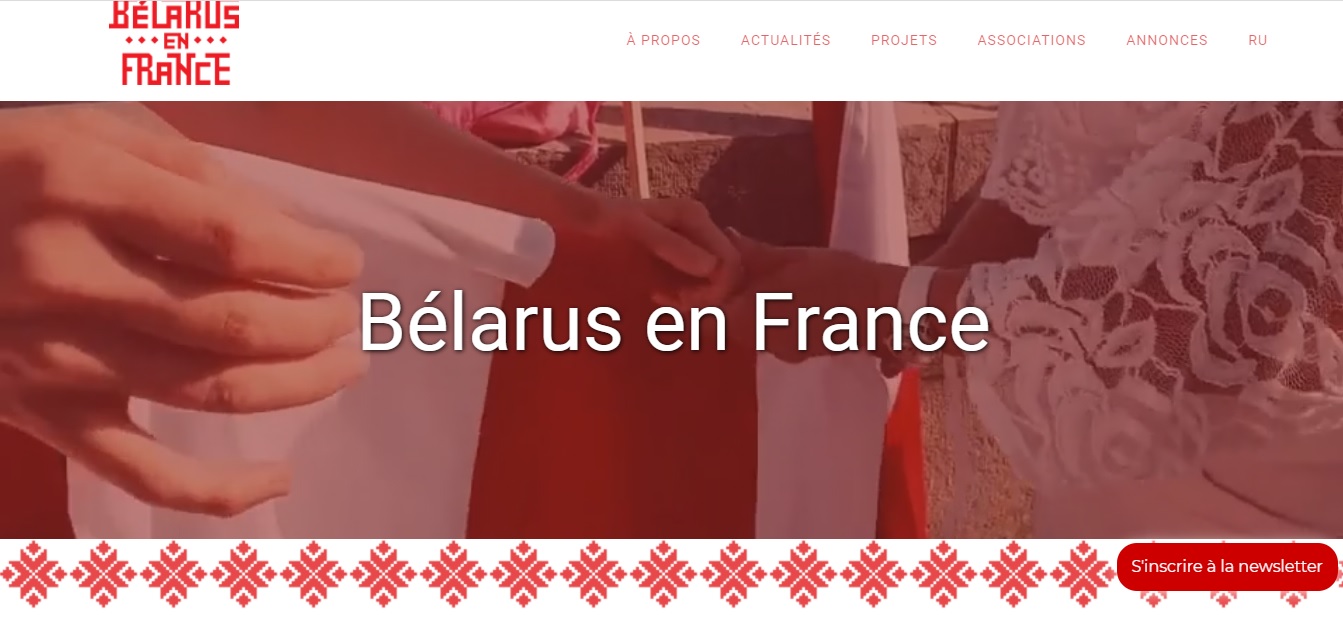 BÉLARUS
EN
FRANCE
À PROPOS
ACTUALITÉS
PROJETS
ASSOCIATIONS
ANNONCES
RU
Bélarus en France
S'inscrire à la newsletter